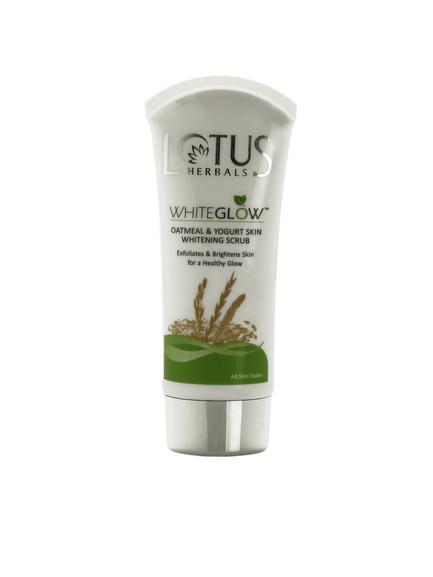 LOTUS
HERBALS
WHITEGLOW™
OATMEAL & YOGURT SKIN
WHITENING SCRUB
Exfoliates & Brightens Skin
for a Healthy Glow
All Skin Types